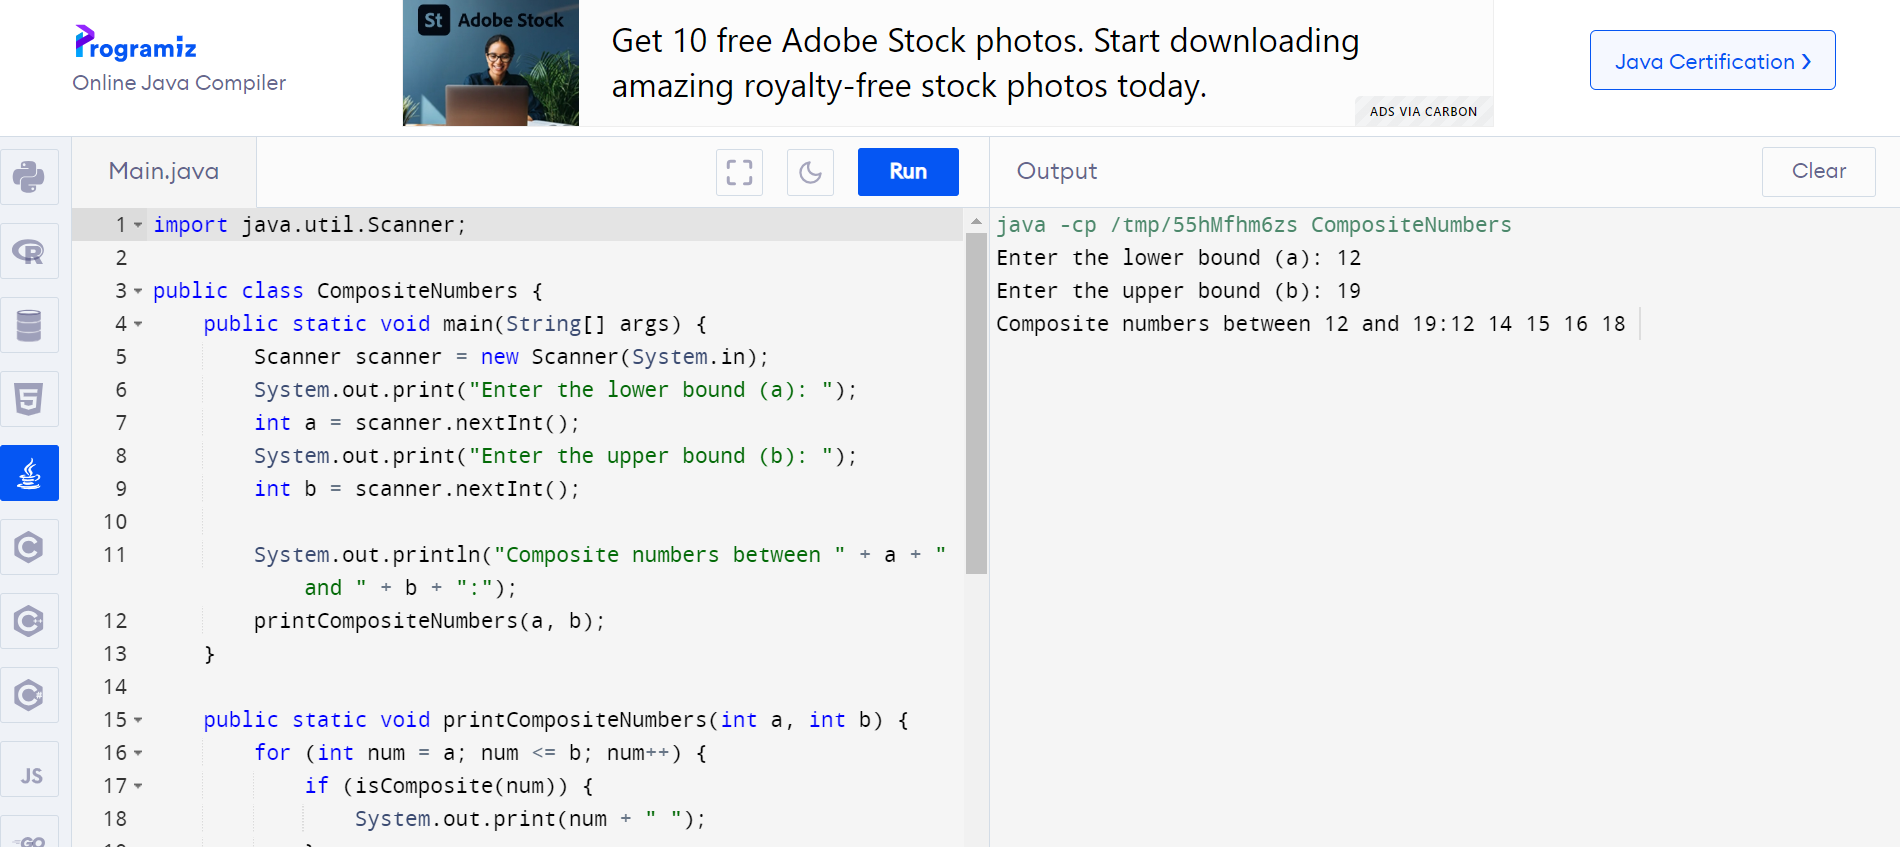 Programiz
Online Java Compiler
St Adobe Stock
Get 10 free Adobe Stock photos. Start downloading
amazing royalty-free stock photos today.
ADS VIA CARBON
Java Certification ›
Main.java
Run
Output
Clear
1 import java.util.Scanner;
2
3 public class CompositeNumbers {
4 public static void main(String[] args) {
5 Scanner scanner = new Scanner(System.in);
6 System.out.print("Enter the lower bound (a): ");
7 int a = scanner.nextInt();
8 System.out.print("Enter the upper bound (b): ");
9 int b = scanner.nextInt();
10
11 System.out.println("Composite numbers between " + a + "
and " + b + ":");
12 printCompositeNumbers(a, b);
13 }
14
15 public static void printCompositeNumbers(int a, int b) {
16 for (int num = a; num <= b; num++) {
17 if (isComposite(num)) {
18 System.out.print(num + " ");
java -cp /tmp/55hMfhm6zs CompositeNumbers
Enter the lower bound (a): 12
Enter the upper bound (b): 19
Composite numbers between 12 and 19:12 14 15 16 18
R
5
C
C++
C#
JS
GO